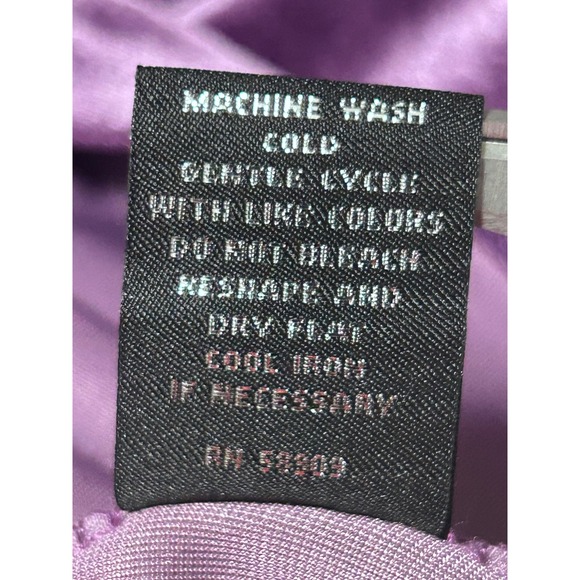 MACHINE WASH
COLD
GENTLE CYCLE
WITH LIKE COLORS
DO NOT BLEACH
RESHAPE AND
DRY FLAT
COOL IRON
IF NECESSARY
RN 58909